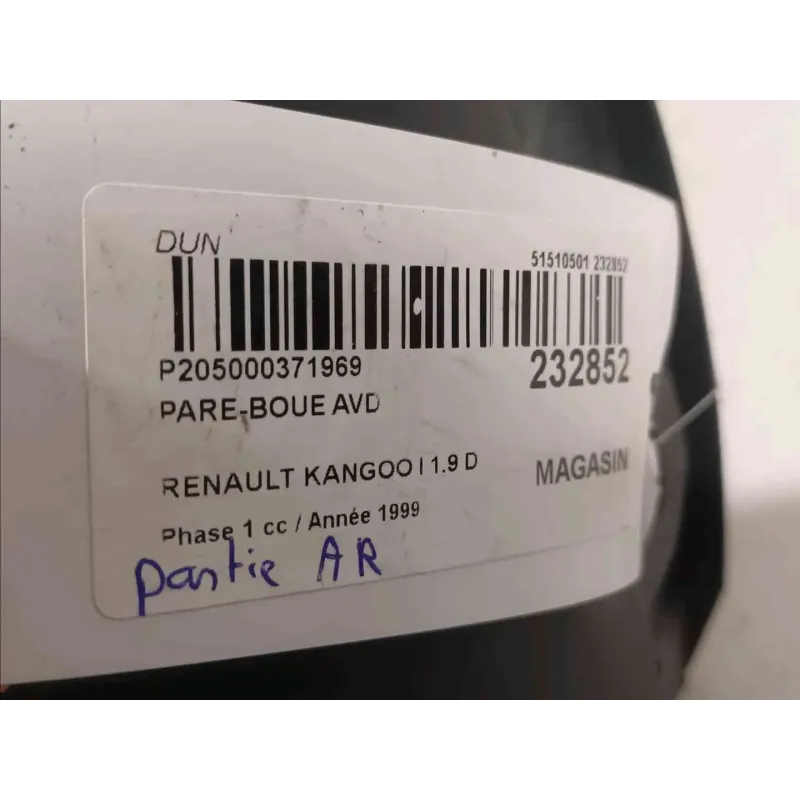 DUN
51510501 232852
P205000371969
232852
PARE-BOUE AVD
RENAULT KANGOO I 1.9 D
MAGASIN
Phase 1 cc / Année 1999
partie AR